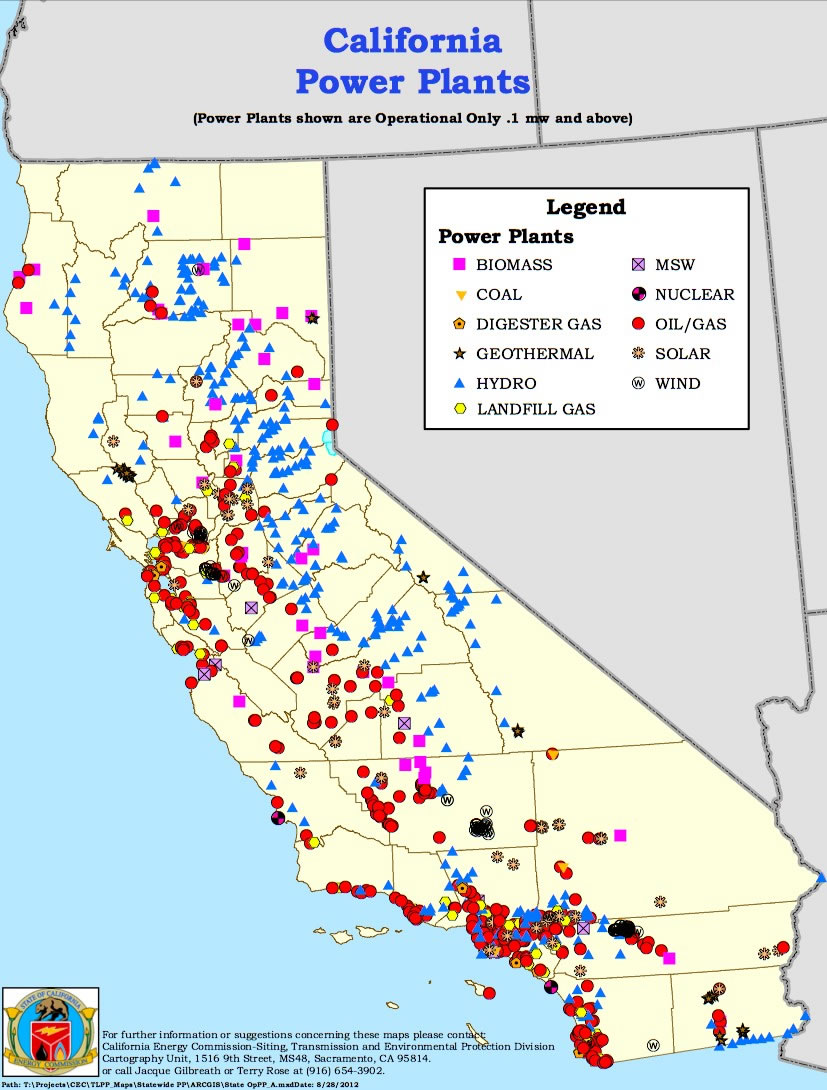 California
Power Plants
(Power Plants shown are Operational Only .1 mw and above)
Legend
Power Plants
BIOMASS
COAL
DIGESTER GAS
GEOTHERMAL
HYDRO
LANDFILL GAS
MSW
NUCLEAR
OIL/GAS
SOLAR
WIND
STATE OF CALIFORNIA
ENERGY COMMISSION
For further information or suggestions concerning these maps please contact:
California Energy Commission-Siting, Transmission and Environmental Protection Division
Cartography Unit, 1516 9th Street, MS48, Sacramento, CA 95814.
or call Jacque Gilbreath or Terry Rose at (916) 654-3902.
Path: T:\Projects\CEC\TLPP_Maps\Statewide PP\ARCGIS\State OpPP_A.mxdDate: 8/28/2012